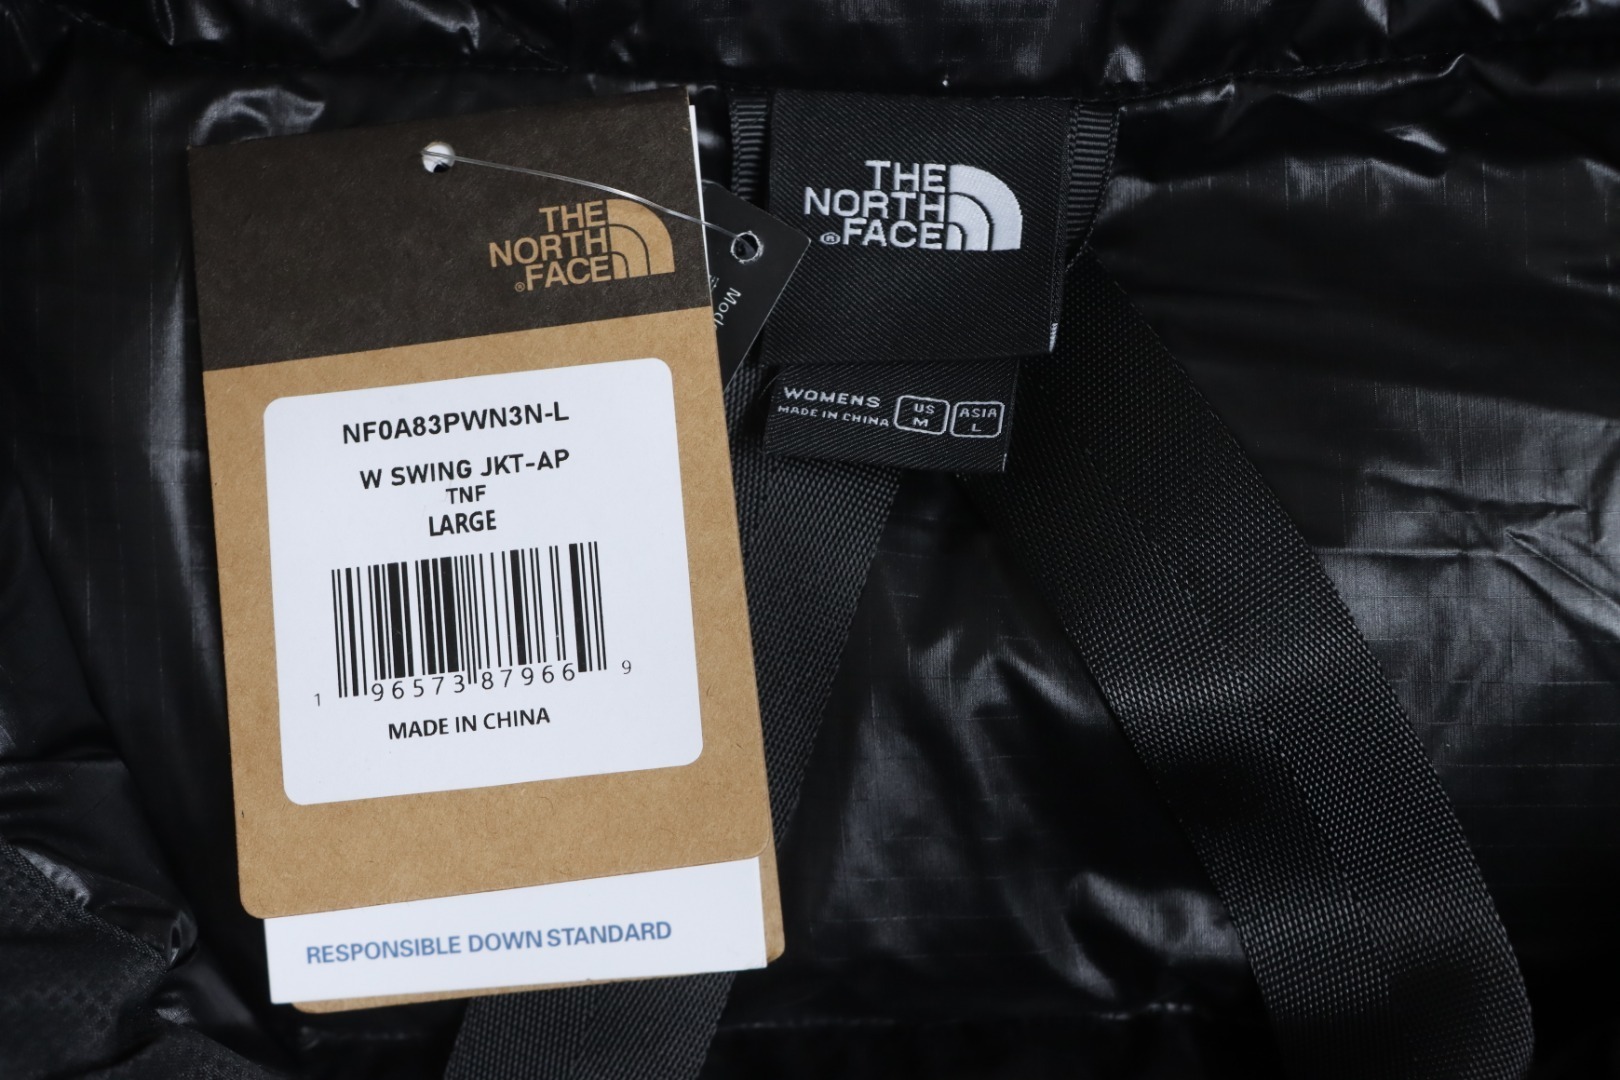 THE
NORTH
®FACE
NF0A83PWN3N-L
W SWING JKT-AP
TNF
LARGE
1 96573 87966 9
MADE IN CHINA
RESPONSIBLE DOWN STANDARD
THE
NORTH
®FACE
WOMENS
MADE IN CHINA
US
M
ASIA
L